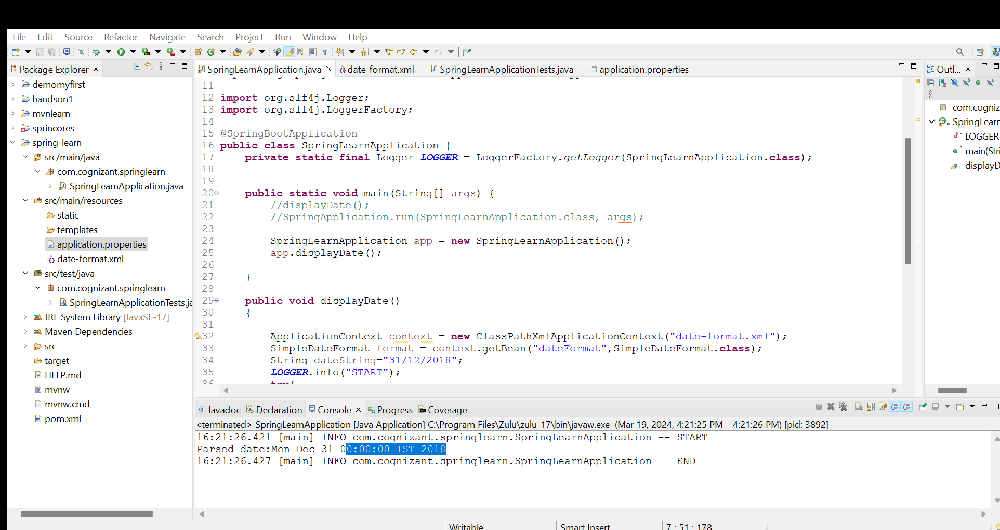 File Edit Source Refactor Navigate Search Project Run Window Help
Package Explorer
demomyfirst
handson1
mvnlearn
sprincores
spring-learn
src/main/java
com.cognizant.springlearn
SpringLearnApplication.java
src/main/resources
static
templates
application.properties
date-format.xml
src/test/java
com.cognizant.springlearn
SpringLearnApplicationTests.ja
JRE System Library [JavaSE-17]
Maven Dependencies
src
target
HELP.md
mvnw
mvnw.cmd
pom.xml
SpringLearnApplication.java date-format.xml SpringLearnApplicationTests.java application.properties
11
12 import org.slf4j.Logger;
13 import org.slf4j.LoggerFactory;
14
15 @SpringBootApplication
16 public class SpringLearnApplication {
17 private static final Logger LOGGER = LoggerFactory.getLogger(SpringLearnApplication.class);
18
19
20 public static void main(String[] args) {
21 //displayDate();
22 //SpringApplication.run(SpringLearnApplication.class, args);
23
24 SpringLearnApplication app = new SpringLearnApplication();
25 app.displayDate();
26
27 }
28
29 public void displayDate()
30 {
31
32 ApplicationContext context = new ClassPathXmlApplicationContext("date-format.xml");
33 SimpleDateFormat format = context.getBean("dateFormat",SimpleDateFormat.class);
34 String dateString="31/12/2018";
35 LOGGER.info("START");
36 try{
Outl...
com.cogniz
SpringLearn
LOGGER
main(Stri
displayD
@ Javadoc Declaration Console Progress Coverage
<terminated> SpringLearnApplication [Java Application] C:\Program Files\Zulu\zulu-17\bin\javaw.exe (Mar 19, 2024, 4:21:25 PM – 4:21:26 PM) [pid: 3892]
16:21:26.421 [main] INFO com.cognizant.springlearn.SpringLearnApplication -- START
Parsed date:Mon Dec 31 00:00:00 IST 2018
16:21:26.427 [main] INFO com.cognizant.springlearn.SpringLearnApplication -- END
Writable Smart Insert 7 : 51 : 178